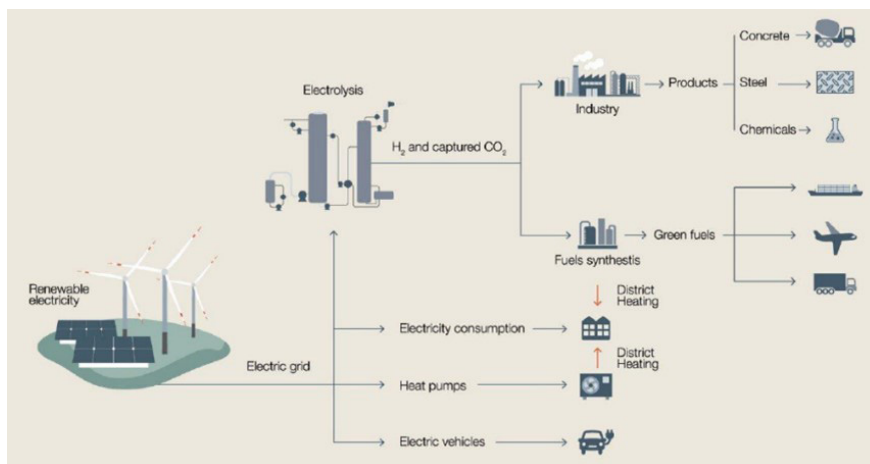 Concrete
Electrolysis
Products
Steel
Industry
Chemicals
H₂ and captured CO₂
Green fuels
Fuels synthestis
Renewable
electricity
District
Heating
Electricity consumption
District
Heating
Electric grid
Heat pumps
Electric vehicles